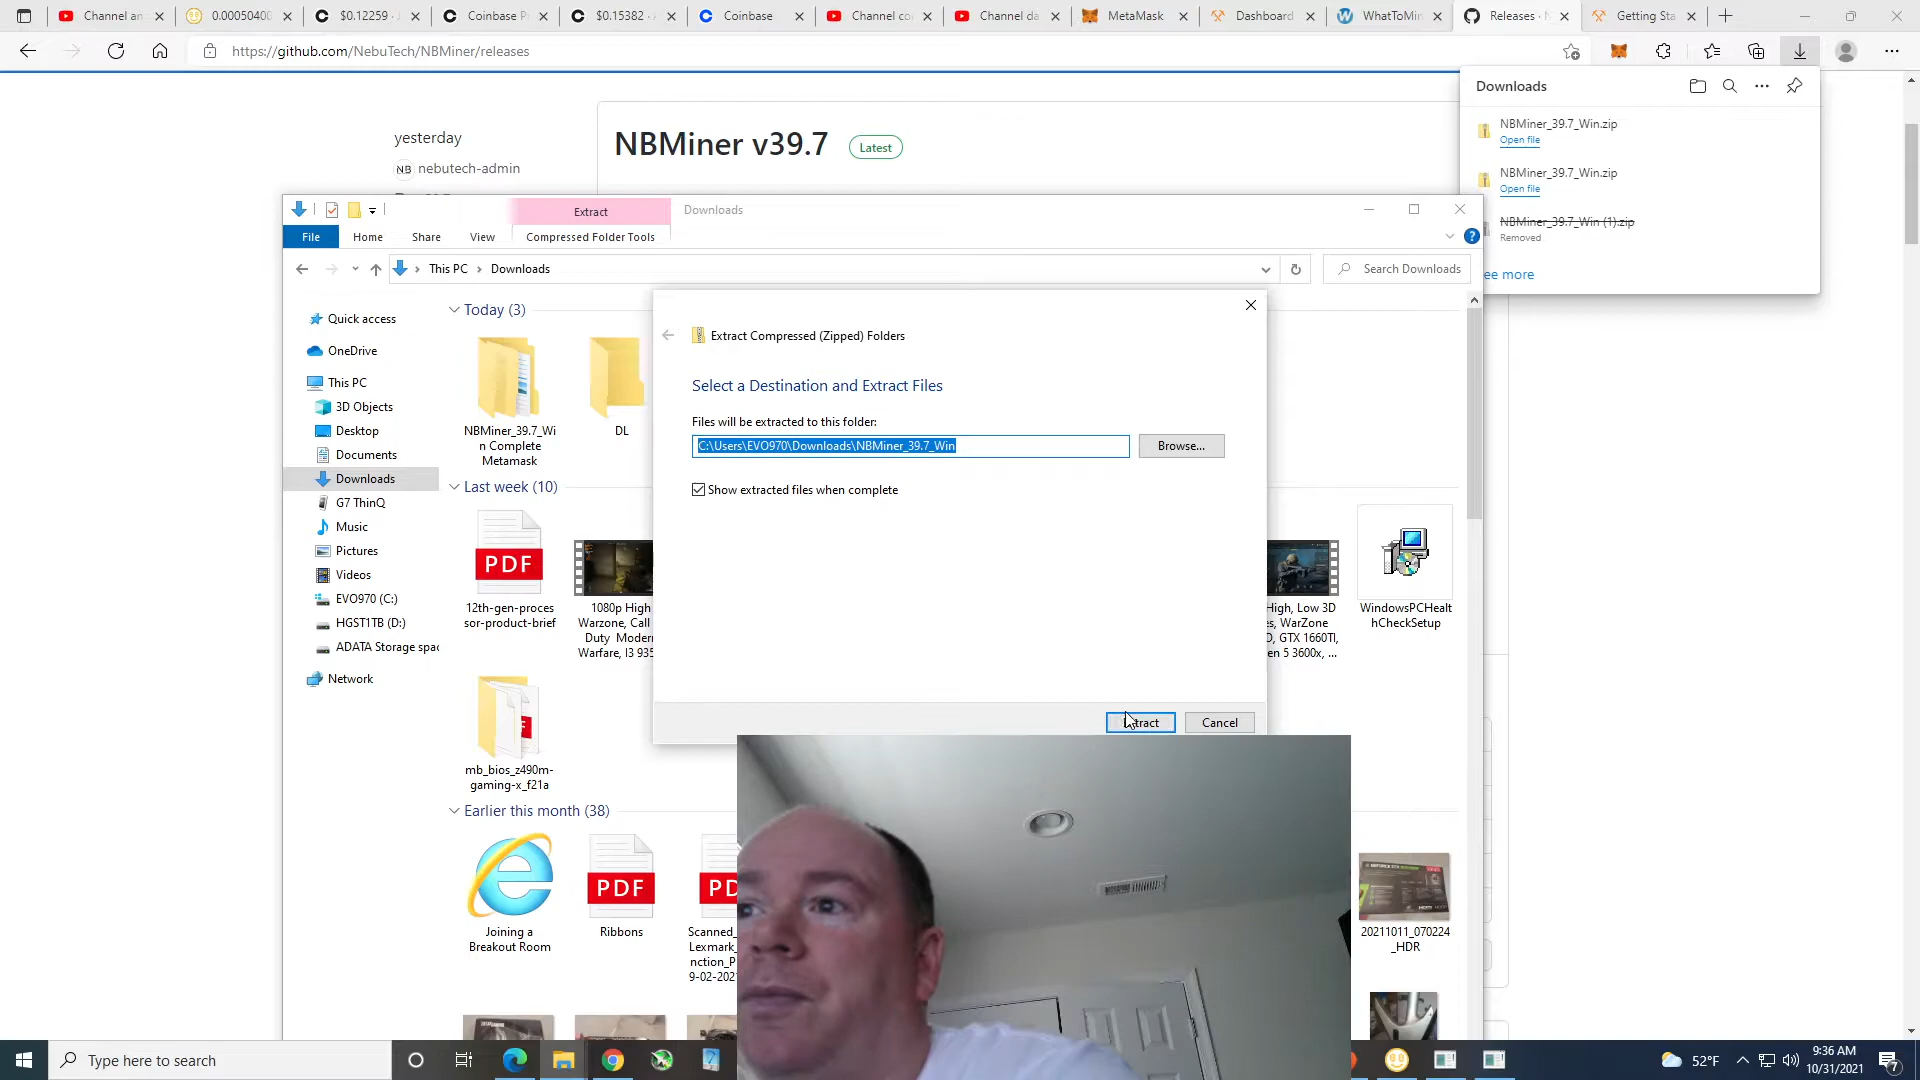 Channel an
0.00050400
$0.12259 -
Coinbase P
$0.15382 -
Coinbase
Channel co
Channel da
MetaMask
Dashboard
WhatToMin
Releases · N
Getting Sta
https://github.com/NebuTech/NBMiner/releases
Downloads
NBMiner_39.7_Win.zip
Open file
NBMiner_39.7_Win.zip
Open file
NBMiner_39.7_Win (1).zip
Removed
ee more
yesterday
NB nebutech-admin
NBMiner v39.7
Latest
Extract
Downloads
File
Home
Share
View
Compressed Folder Tools
This PC
Downloads
Search Downloads
Quick access
OneDrive
This PC
3D Objects
Desktop
Documents
Downloads
G7 ThinQ
Music
Pictures
Videos
EVO970 (C:)
HGST1TB (D:)
ADATA Storage spac
Network
Today (3)
NBMiner_39.7_Wi
n Complete
Metamask
DL
Last week (10)
PDF
12th-gen-proces
sor-product-brief
1080p High
Warzone, Call
Duty Modern
Warfare, I3 935
High, Low 3D
es, WarZone
D, GTX 1660TI,
en 5 3600x, ...
WindowsPCHealt
hCheckSetup
mb_bios_z490m-
gaming-x_f21a
Earlier this month (38)
Joining a
Breakout Room
PDF
Ribbons
PD
Scanned_
Lexmark_
nction_P
9-02-202
20211011_070224
_HDR
Extract Compressed (Zipped) Folders
Select a Destination and Extract Files
Files will be extracted to this folder:
C:\Users\EVO970\Downloads\NBMiner_39.7_Win
Browse...
Show extracted files when complete
Extract
Cancel
Type here to search
52°F
9:36 AM
10/31/2021
7